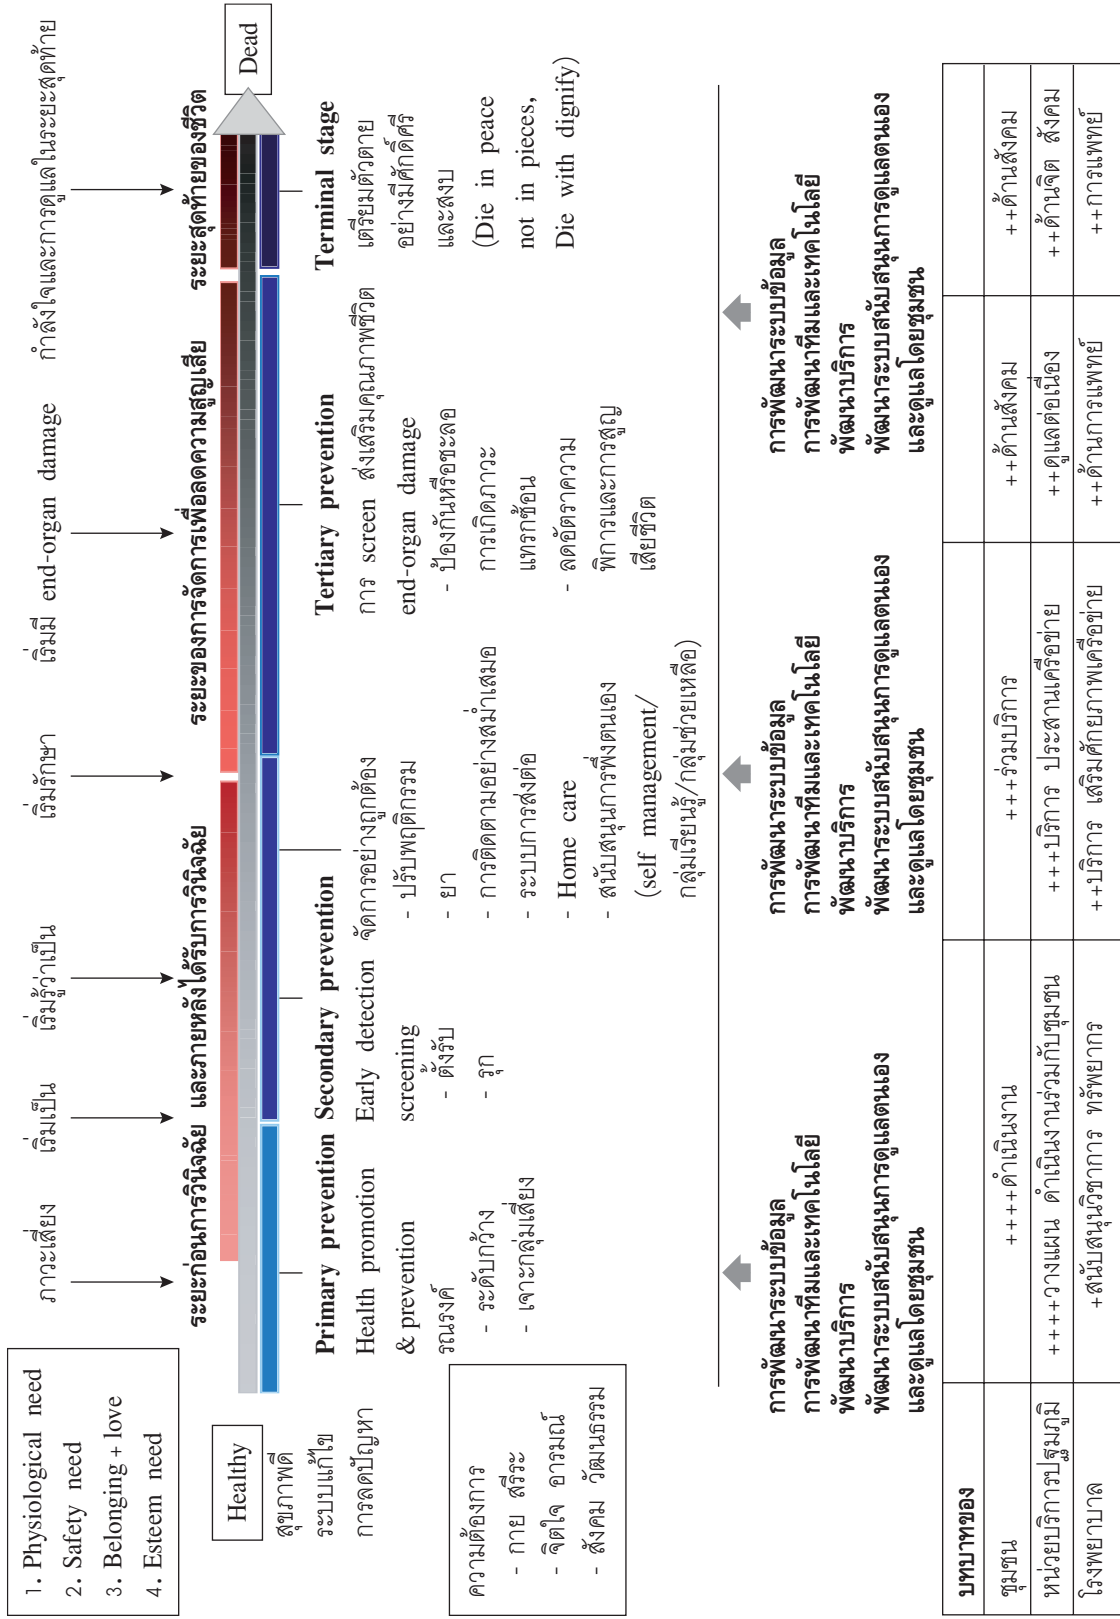 1. Physiological need
2. Safety need
3. Belonging + love
4. Esteem need
ภาวะเสี่ยง
เริ่มเป็น
เริ่มรู้ว่าเป็น
เริ่มรักษา
เริ่มมี end-organ damage
กำลังใจและการดูแลในระยะสุดท้าย
ระยะก่อนการวินิจฉัย และภายหลังได้รับการวินิจฉัย
ระยะของการจัดการเพื่อลดความสูญเสีย
ระยะสุดท้ายของชีวิต
Healthy
Dead
สุขภาพดี
ระบบแก้ไข
การลดปัญหา
Primary prevention
Health promotion
& prevention
รณรงค์
- ระดับกว้าง
- เจาะกลุ่มเสี่ยง
Secondary prevention
Early detection
screening
- ตั้งรับ
- รุก
จัดการอย่างถูกต้อง
- ปรับพฤติกรรม
- ยา
- การติดตามอย่างสม่ำเสมอ
- ระบบการส่งต่อ
- Home care
- สนับสนุนการพึ่งตนเอง
(self management/
กลุ่มเรียนรู้/กลุ่มช่วยเหลือ)
Tertiary prevention
การ screen ส่งเสริมคุณภาพชีวิต
end-organ damage
- ป้องกันหรือชะลอ
การเกิดภาวะ
แทรกซ้อน
- ลดอัตราความ
พิการและการสูญ
เสียชีวิต
Terminal stage
เตรียมตัวตาย
อย่างมีศักดิ์ศรี
และสงบ
(Die in peace
not in pieces,
Die with dignify)
ความต้องการ
- กาย สรีระ
- จิตใจ อารมณ์
- สังคม วัฒนธรรม
การพัฒนาระบบข้อมูล
การพัฒนาทีมและเทคโนโลยี
พัฒนาบริการ
พัฒนาระบบสนับสนุนการดูแลตนเอง
และดูแลโดยชุมชน
การพัฒนาระบบข้อมูล
การพัฒนาทีมและเทคโนโลยี
พัฒนาบริการ
พัฒนาระบบสนับสนุนการดูแลตนเอง
และดูแลโดยชุมชน
การพัฒนาระบบข้อมูล
การพัฒนาทีมและเทคโนโลยี
พัฒนาบริการ
พัฒนาระบบสนับสนุนการดูแลตนเอง
และดูแลโดยชุมชน
บทบาทของ
ชุมชน ++++ดำเนินงาน +++ร่วมบริการ ++ด้านสังคม ++ด้านสังคม
หน่วยบริการปฐมภูมิ ++++วางแผน ดำเนินงานร่วมกับชุมชน +++บริการ ประสานเครือข่าย ++ดูแลต่อเนื่อง ++ด้านจิต สังคม
โรงพยาบาล +สนับสนุนวิชาการ ทรัพยากร ++บริการ เสริมศักยภาพเครือข่าย ++ด้านการแพทย์ ++การแพทย์